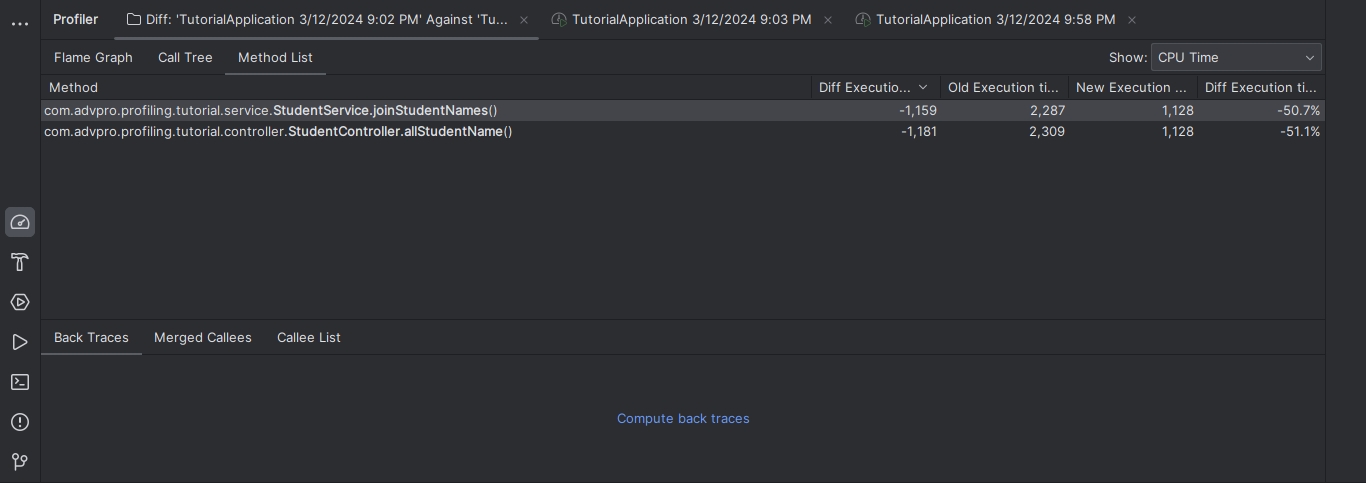 Profiler Diff: 'TutorialApplication 3/12/2024 9:02 PM' Against 'Tu... TutorialApplication 3/12/2024 9:03 PM TutorialApplication 3/12/2024 9:58 PM
Flame Graph Call Tree Method List Show: CPU Time
Method Diff Executio... Old Execution ti... New Execution ... Diff Execution ti...
com.advpro.profiling.tutorial.service.StudentService.joinStudentNames() -1,159 2,287 1,128 -50.7%
com.advpro.profiling.tutorial.controller.StudentController.allStudentName() -1,181 2,309 1,128 -51.1%
Back Traces Merged Callees Callee List
Compute back traces